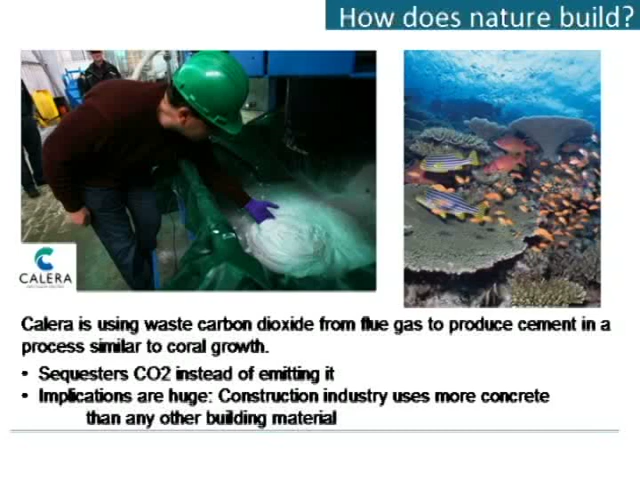 How does nature build?
CALERA
Calera is using waste carbon dioxide from flue gas to produce cement in a
process similar to coral growth.
• Sequesters CO2 instead of emitting it
• Implications are huge: Construction industry uses more concrete
than any other building material